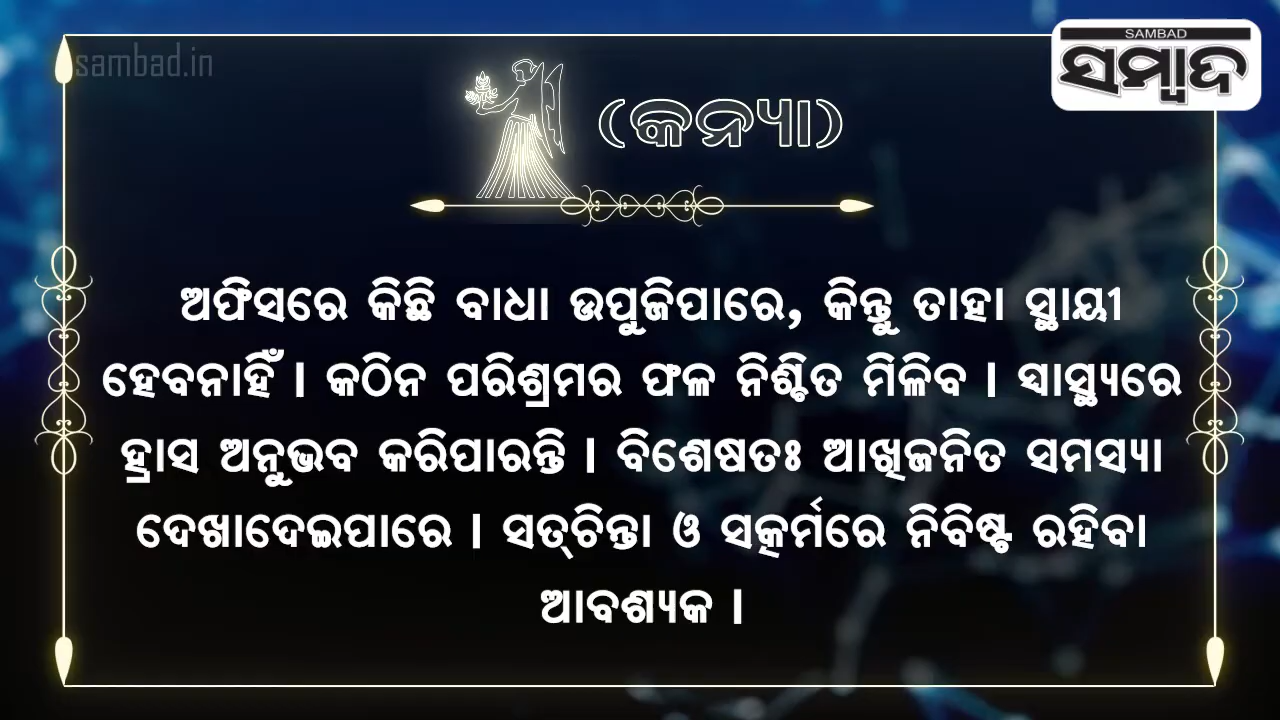 sambad.in
SAMBAD
ସମ୍ବାଦ
(କନ୍ୟା)
ଅଫିସରେ କିଛି ବାଧା ଉପୁଜିପାରେ, କିନ୍ତୁ ତାହା ସ୍ଥାୟୀ
ହେବନାହିଁ । କଠିନ ପରିଶ୍ରମର ଫଳ ନିଶ୍ଚିତ ମିଳିବ । ସ୍ୱାସ୍ଥ୍ୟରେ
ହ୍ରାସ ଅନୁଭବ କରିପାରନ୍ତି । ବିଶେଷତଃ ଆଖିଜନିତ ସମସ୍ୟା
ଦେଖାଦେଇପାରେ । ସତ୍‌ଚିନ୍ତା ଓ ସତ୍କର୍ମରେ ନିବିଷ୍ଟ ରହିବା
ଆବଶ୍ୟକ ।